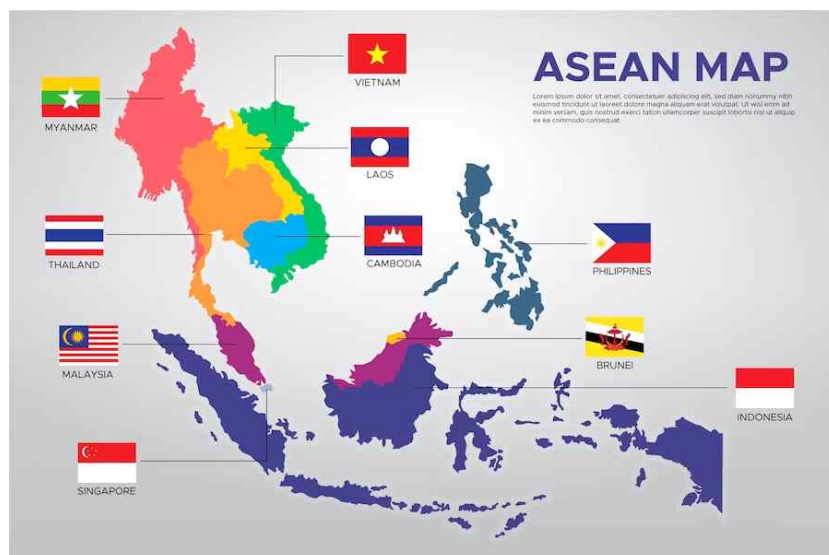 ASEAN MAP
Lorem ipsum dolor sit amet, consectetuer adipiscing elit, sed diam nonummy nibh
euismod tincidunt ut laoreet dolore magna aliquam erat volutpat. Ut wisi enim ad
minim veniam, quis nostrud exerci tation ullamcorper suscipit lobortis nisl ut aliquip
ex ea commodo consequat.
VIETNAM
MYANMAR
LAOS
THAILAND
CAMBODIA
PHILIPPINES
MALAYSIA
BRUNEI
INDONESIA
SINGAPORE